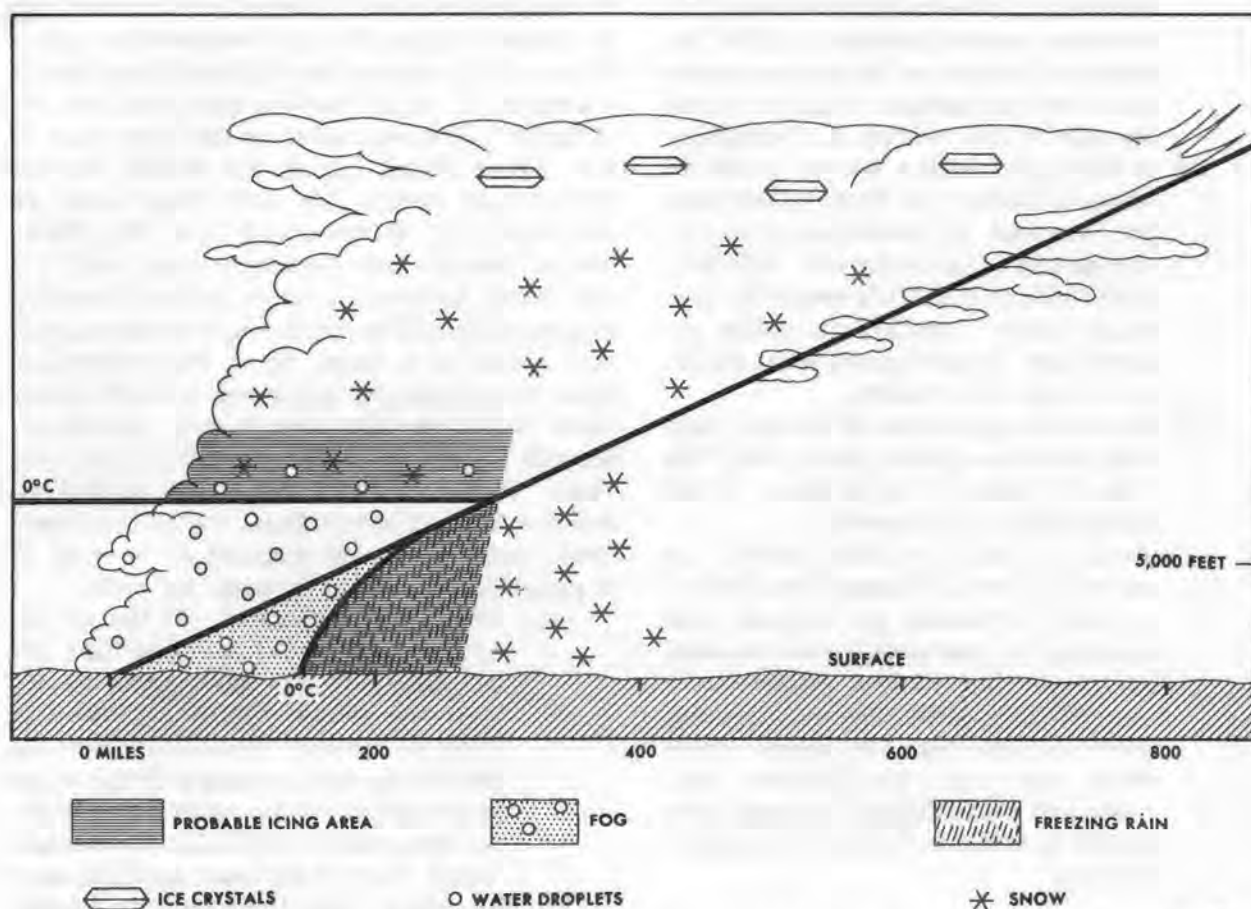 0°C
5,000 FEET
SURFACE
0°C
0 MILES 200 400 600 800
PROBABLE ICING AREA FOG FREEZING RAIN
ICE CRYSTALS WATER DROPLETS SNOW